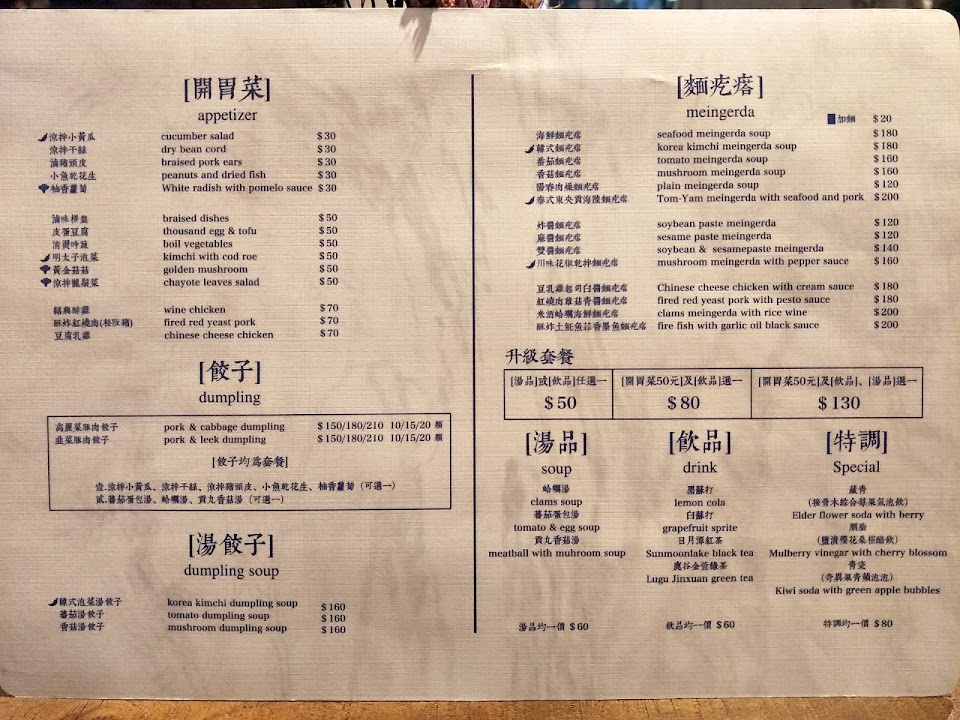 [開胃菜]
appetizer
涼拌小黃瓜 cucumber salad $30
涼拌干絲 dry bean cord $30
滷豬頭皮 braised pork ears $30
小魚乾花生 peanuts and dried fish $30
柚香蘿蔔 White radish with pomelo sauce $30
滷味拼盤 braised dishes $50
皮蛋豆腐 thousand egg & tofu $50
清燙時蔬 boil vegetables $50
明太子泡菜 kimchi with cod roe $50
黃金菇菇 golden mushroom $50
涼拌龍鬚菜 chayote leaves salad $50
紹興醉雞 wine chicken $70
酥炸紅燒肉(松阪豬) fired red yeast pork $70
豆腐乳雞 chinese cheese chicken $70
[餃子]
dumpling
高麗菜豚肉餃子 pork & cabbage dumpling $150/180/210 10/15/20 顆
韭菜豚肉餃子 pork & leek dumpling $150/180/210 10/15/20 顆
[餃子均為套餐]
壹.涼拌小黃瓜、涼拌干絲、涼拌豬頭皮、小魚乾花生、柚香蘿蔔（可選一）
貳.蕃茄蛋包湯、蛤蠣湯、貢丸香菇湯（可選一）
[湯餃子]
dumpling soup
韓式泡菜湯餃子 korea kimchi dumpling soup $160
蕃茄湯餃子 tomato dumpling soup $160
香菇湯餃子 mushroom dumpling soup $160
[麵疙瘩]
meingerda
加麵 $20
海鮮麵疙瘩 seafood meingerda soup $180
韓式麵疙瘩 korea kimchi meingerda soup $180
番茄麵疙瘩 tomato meingerda soup $160
香菇麵疙瘩 mushroom meingerda soup $160
陽春肉燥麵疙瘩 plain meingerda soup $120
泰式東央貢海陸麵疙瘩 Tom-Yam meingerda with seafood and pork $200
炸醬麵疙瘩 soybean paste meingerda $120
麻醬麵疙瘩 sesame paste meingerda $120
雙醬麵疙瘩 soybean & sesamepaste meingerda $140
川味花椒乾拌麵疙瘩 mushroom meingerda with pepper sauce $160
豆乳雞起司白醬麵疙瘩 Chinese cheese chicken with cream sauce $180
紅燒肉蕈菇青醬麵疙瘩 fired red yeast pork with pesto sauce $180
米酒蛤蠣海鮮麵疙瘩 clams meingerda with rice wine $200
酥炸土魠魚蒜香墨魚麵疙瘩 fire fish with garlic oil black sauce $200
升級套餐
[湯品]或[飲品]任選一 [開胃菜50元]及[飲品]選一 [開胃菜50元]及[飲品]、[湯品]選一
$50 $80 $130
[湯品] [飲品] [特調]
soup drink Special
蛤蠣湯 黑蘇打 藏青
clams soup lemon cola (接骨木綜合莓果氣泡飲)
蕃茄蛋包湯 白蘇打 Elder flower soda with berry
tomato & egg soup grapefruit sprite 胭脂
貢丸香菇湯 日月潭紅茶 (鹽漬櫻花桑椹醋飲)
meatball with muhroom soup Sunmoonlake black tea Mulberry vinegar with cherry blossom
鹿谷金萱綠茶 青瓷
Lugu Jinxuan green tea (奇異果青蘋泡泡)
Kiwi soda with green apple bubbles
湯品均一價 $60 飲品均一價 $60 特調均一價 $80